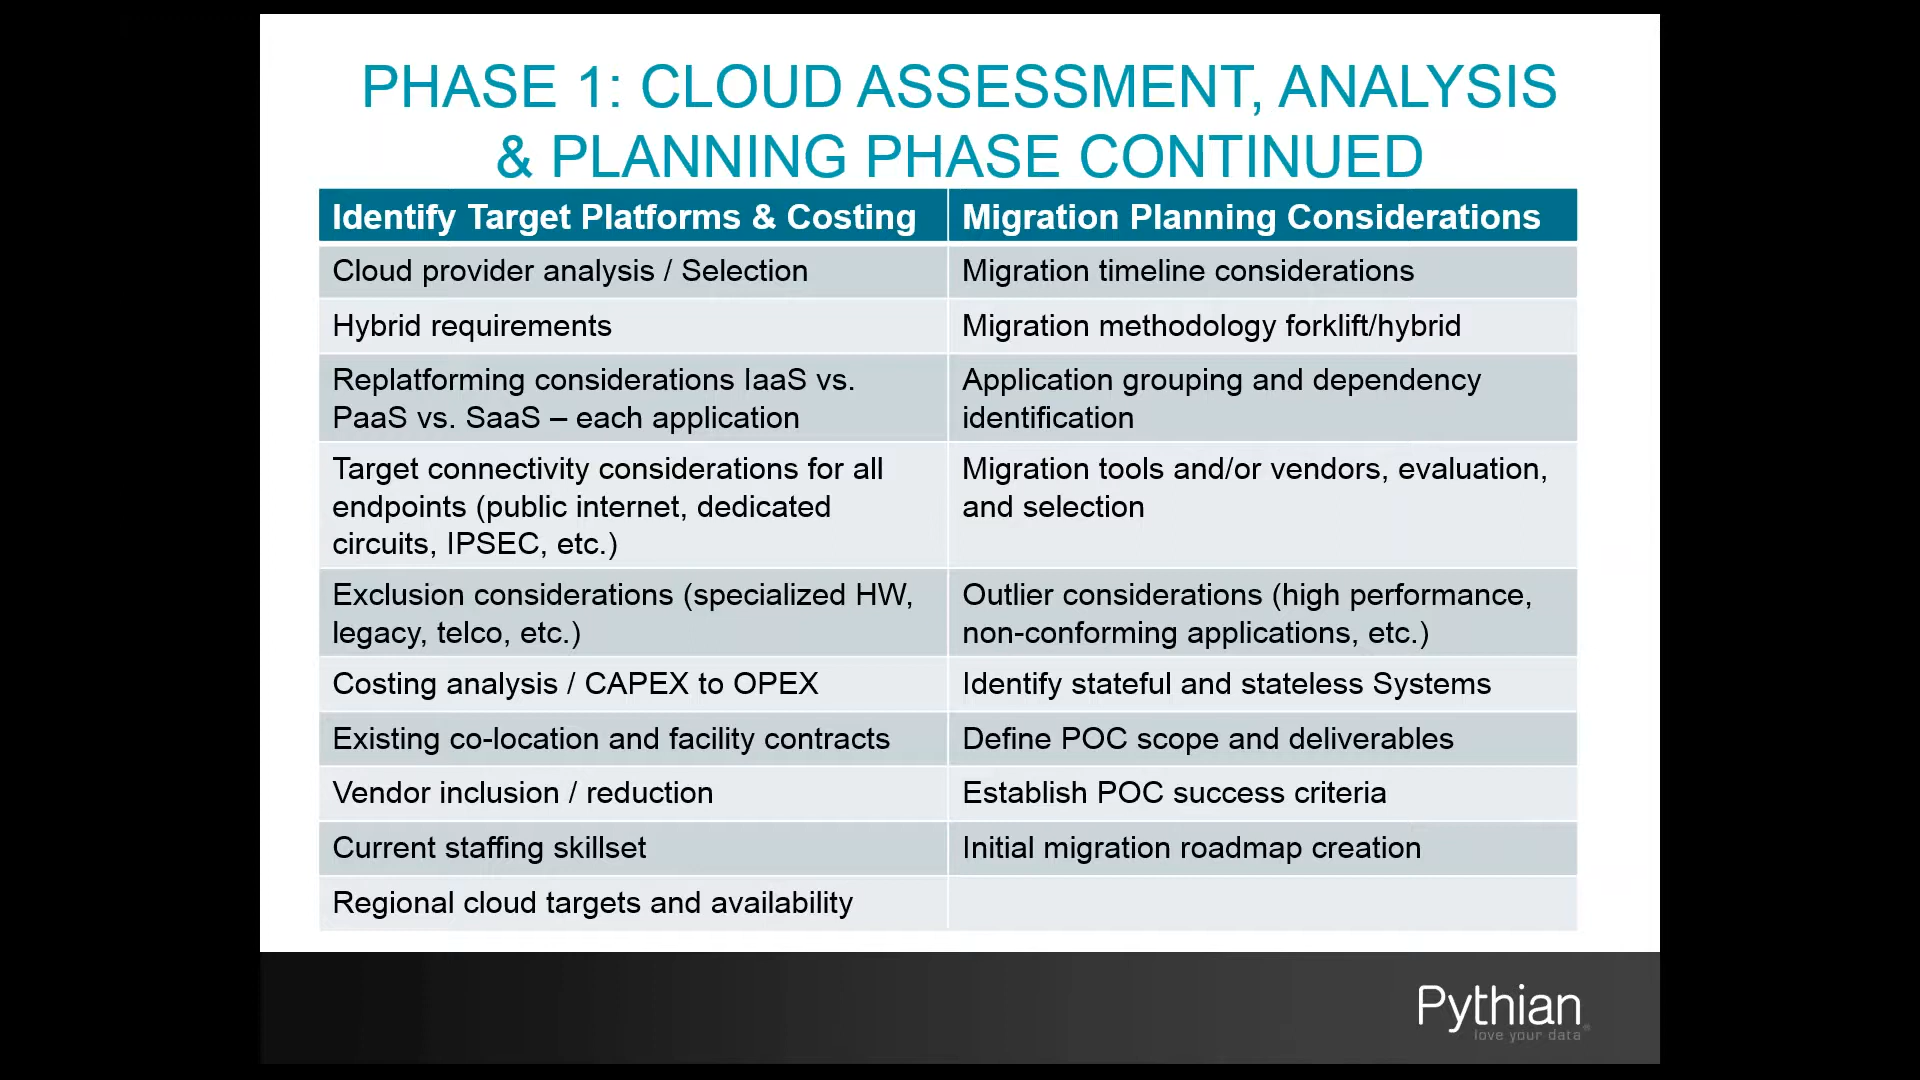 PHASE 1: CLOUD ASSESSMENT, ANALYSIS
& PLANNING PHASE CONTINUED
Identify Target Platforms & Costing
Migration Planning Considerations
Cloud provider analysis / Selection
Migration timeline considerations
Hybrid requirements
Migration methodology forklift/hybrid
Replatforming considerations IaaS vs.
PaaS vs. SaaS – each application
Application grouping and dependency
identification
Target connectivity considerations for all
endpoints (public internet, dedicated
circuits, IPSEC, etc.)
Migration tools and/or vendors, evaluation,
and selection
Exclusion considerations (specialized HW,
legacy, telco, etc.)
Outlier considerations (high performance,
non-conforming applications, etc.)
Costing analysis / CAPEX to OPEX
Identify stateful and stateless Systems
Existing co-location and facility contracts
Define POC scope and deliverables
Vendor inclusion / reduction
Establish POC success criteria
Current staffing skillset
Initial migration roadmap creation
Regional cloud targets and availability
Pythian
love your data®